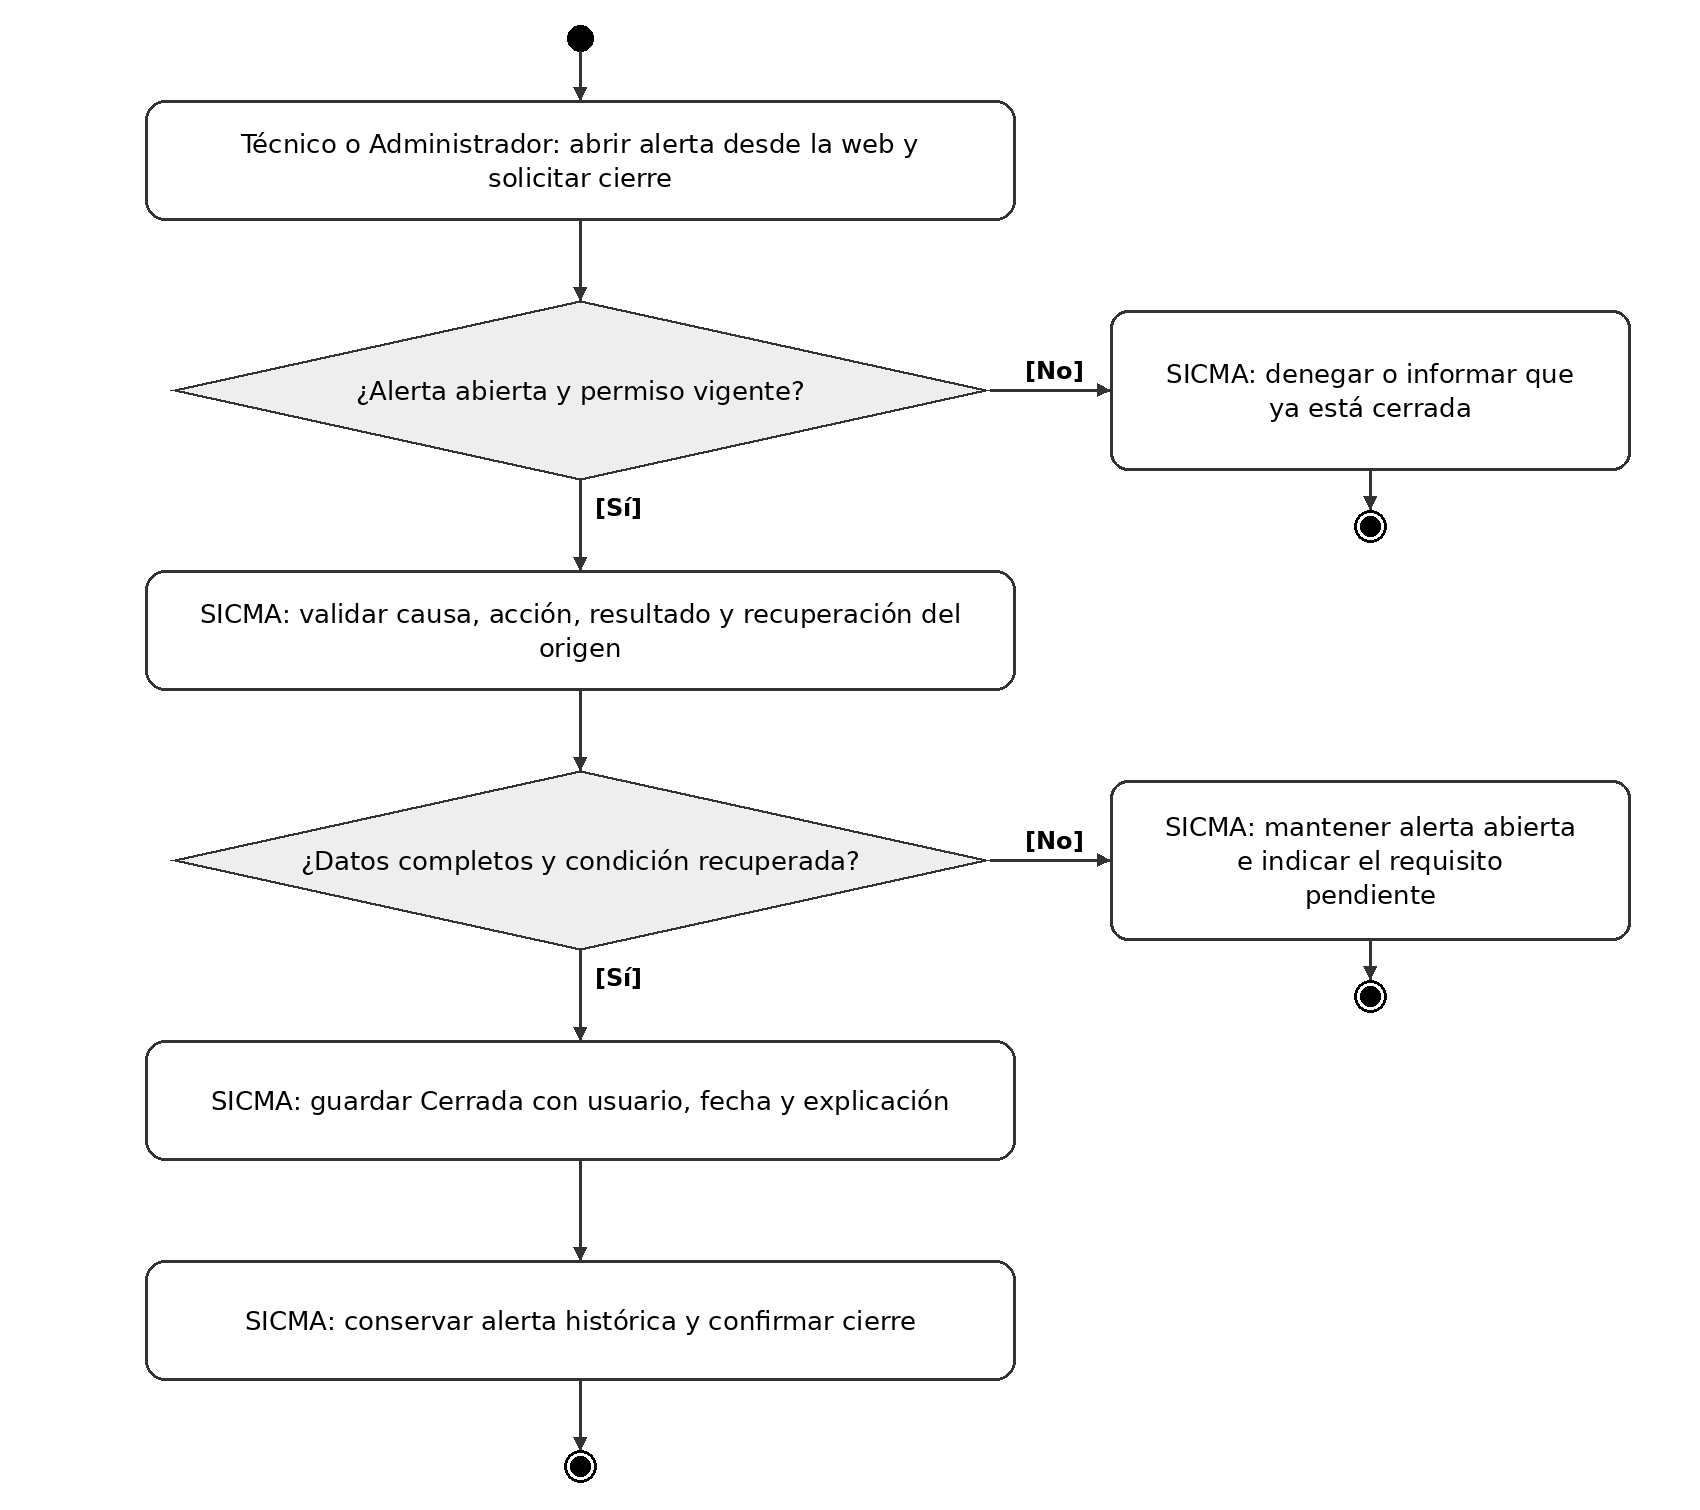 Técnico o Administrador: abrir alerta desde la web y
solicitar cierre
¿Alerta abierta y permiso vigente?
[No]
SICMA: denegar o informar que
ya está cerrada
[Sí]
SICMA: validar causa, acción, resultado y recuperación del
origen
¿Datos completos y condición recuperada?
[No]
SICMA: mantener alerta abierta
e indicar el requisito
pendiente
[Sí]
SICMA: guardar Cerrada con usuario, fecha y explicación
SICMA: conservar alerta histórica y confirmar cierre